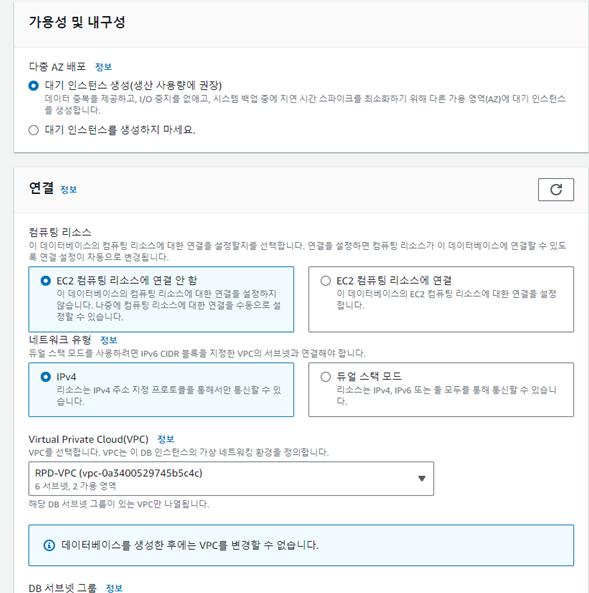 가용성 및 내구성
다중 AZ 배포 정보
대기 인스턴스 생성(생산 사용량에 권장)
데이터 중복을 제공하고, I/O 중지를 없애고, 시스템 백업 중에 지연 시간 스파이크를 최소화하기 위해 다른 가용 영역(AZ)에 대기 인스턴스
를 생성합니다.
대기 인스턴스를 생성하지 마세요.
연결 정보
컴퓨팅 리소스
이 데이터베이스의 컴퓨팅 리소스에 대한 연결을 설정할지를 선택합니다. 연결을 설정하면 컴퓨팅 리소스가 이 데이터베이스에 연결할 수 있도
록 연결 설정이 자동으로 변경됩니다.
EC2 컴퓨팅 리소스에 연결 안 함
이 데이터베이스의 컴퓨팅 리소스에 대한 연결을 설정하지
않습니다. 나중에 컴퓨팅 리소스에 대한 연결을 수동으로 설
정할 수 있습니다.
EC2 컴퓨팅 리소스에 연결
이 데이터베이스의 EC2 컴퓨팅 리소스에 대한 연결을 설정
합니다.
네트워크 유형 정보
듀얼 스택 모드를 사용하려면 IPv6 CIDR 블록을 지정한 VPC의 서브넷과 연결해야 합니다.
IPv4
리소스는 IPv4 주소 지정 프로토콜을 통해서만 통신할 수 있
습니다.
듀얼 스택 모드
리소스는 IPv4, IPv6 또는 둘 모두를 통해 통신할 수 있습니
다.
Virtual Private Cloud(VPC) 정보
VPC를 선택합니다. VPC는 이 DB 인스턴스의 가상 네트워킹 환경을 정의합니다.
RPD-VPC (vpc-0a3400529745b5c4c)
6 서브넷, 2 가용 영역
해당 DB 서브넷 그룹이 있는 VPC만 나열됩니다.
데이터베이스를 생성한 후에는 VPC를 변경할 수 없습니다.
DB 서브넷 그룹 정보